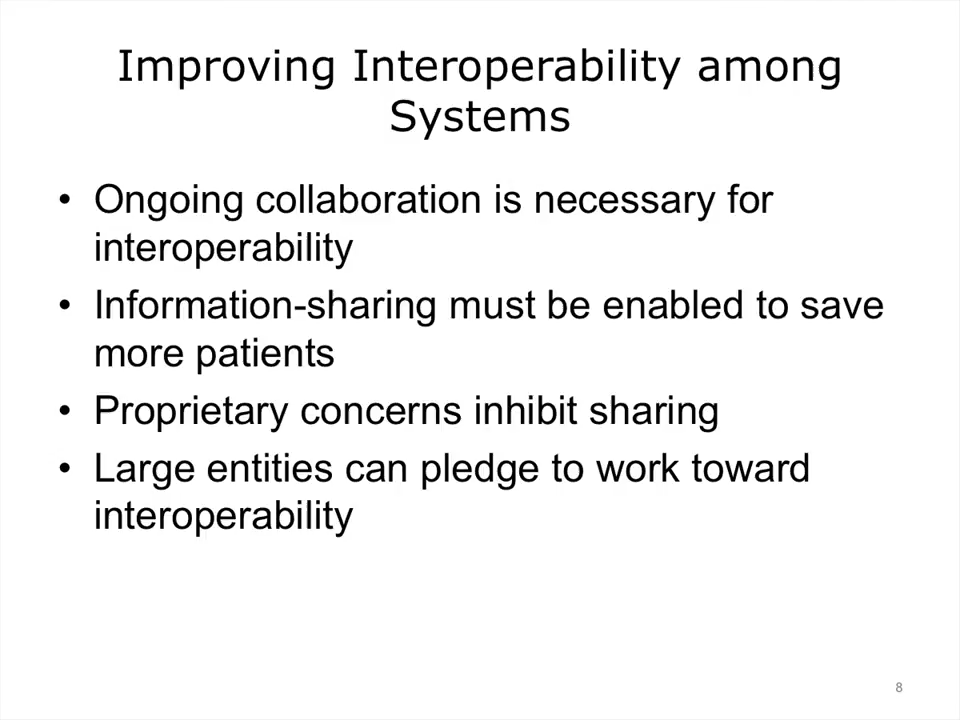 Improving Interoperability among
Systems
• Ongoing collaboration is necessary for
interoperability
• Information-sharing must be enabled to save
more patients
• Proprietary concerns inhibit sharing
• Large entities can pledge to work toward
interoperability
8